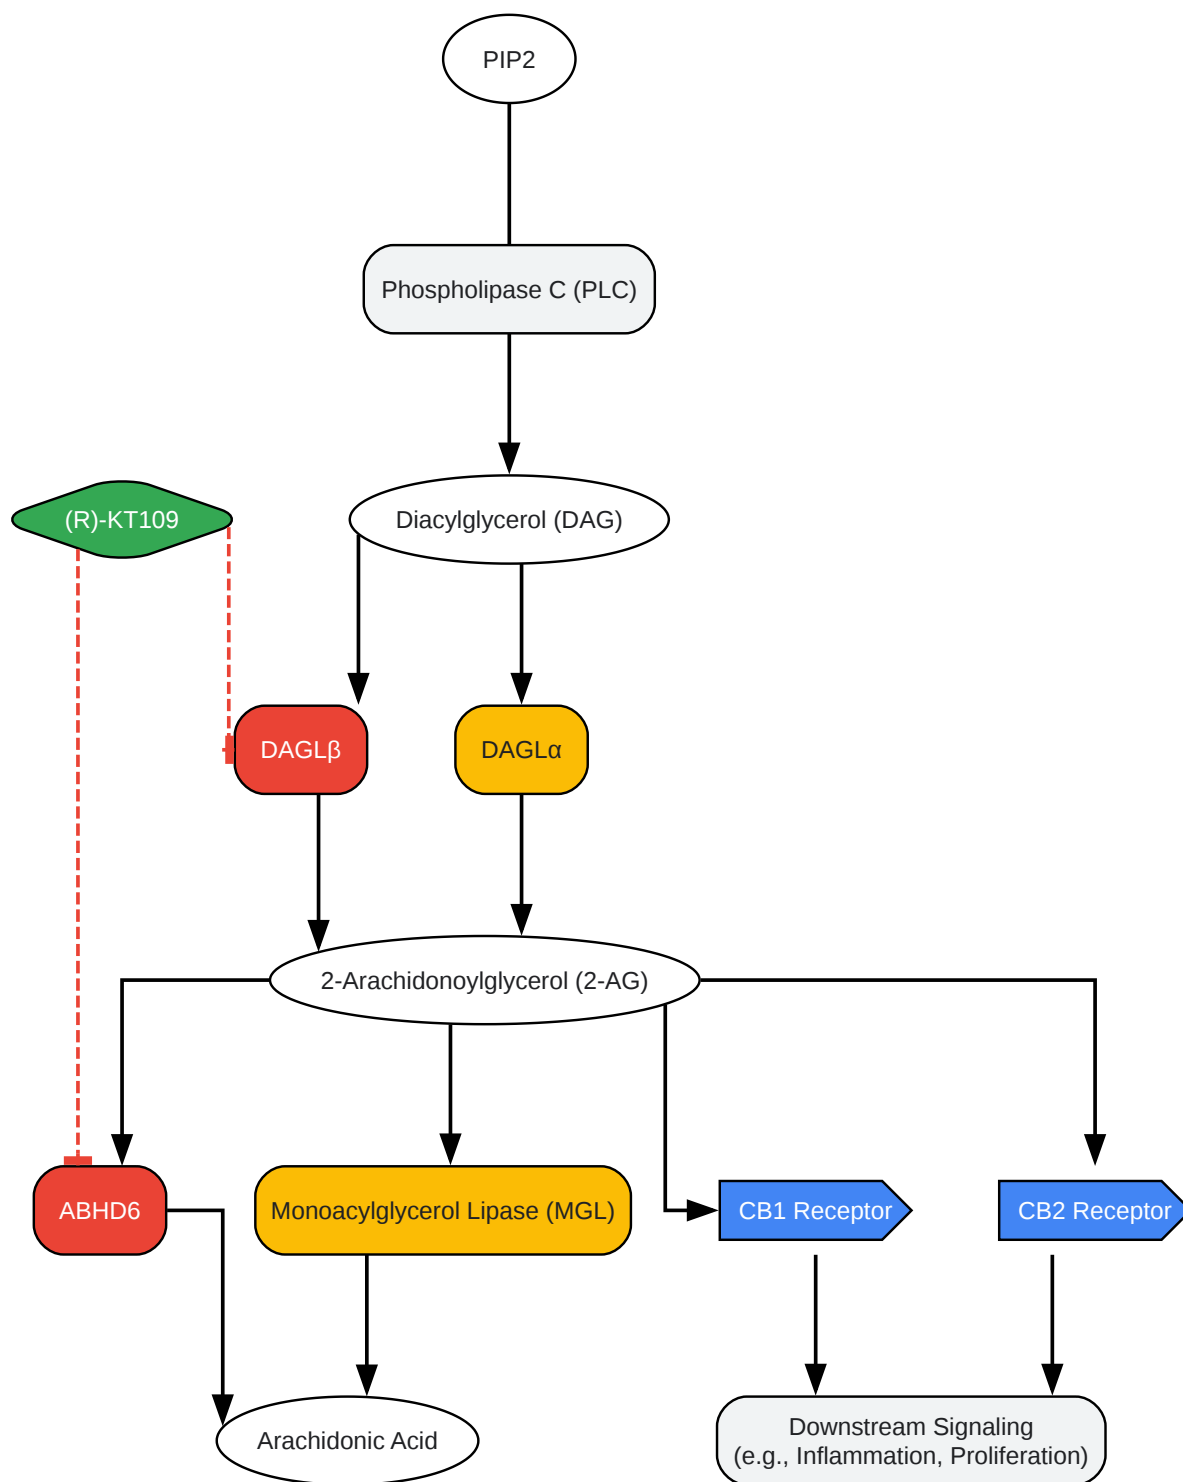 PIP2
Phospholipase C (PLC)
(R)-KT109
Diacylglycerol (DAG)
DAGLβ
DAGLα
2-Arachidonoylglycerol (2-AG)
ABHD6
Monoacylglycerol Lipase (MGL)
CB1 Receptor
CB2 Receptor
Arachidonic Acid
Downstream Signaling
(e.g., Inflammation, Proliferation)